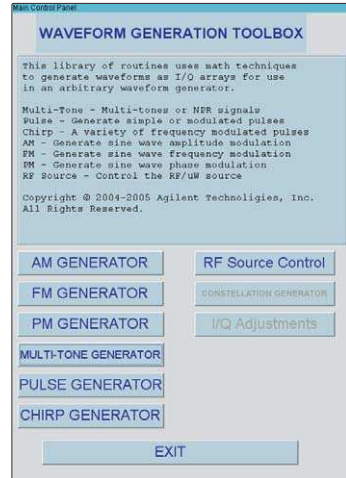 Main Control Panel
WAVEFORM GENERATION TOOLBOX
This library of routines uses math techniques
to generate waveforms as I/Q arrays for use
in an arbitrary waveform generator.
Multi-Tone - Multi-tones or NPR signals
Pulse - Generate simple or modulated pulses
Chirp - A variety of frequency modulated pulses
AM - Generate sine wave amplitude modulation
FM - Generate sine wave frequency modulation
PM - Generate sine wave phase modulation
RF Source - Control the RF/uW source
Copyright © 2004-2005 Agilent Technoligies, Inc.
All Rights Reserved.
AM GENERATOR
RF Source Control
FM GENERATOR
CONSTELLATION GENERATOR
PM GENERATOR
I/Q Adjustments
MULTI-TONE GENERATOR
PULSE GENERATOR
CHIRP GENERATOR
EXIT